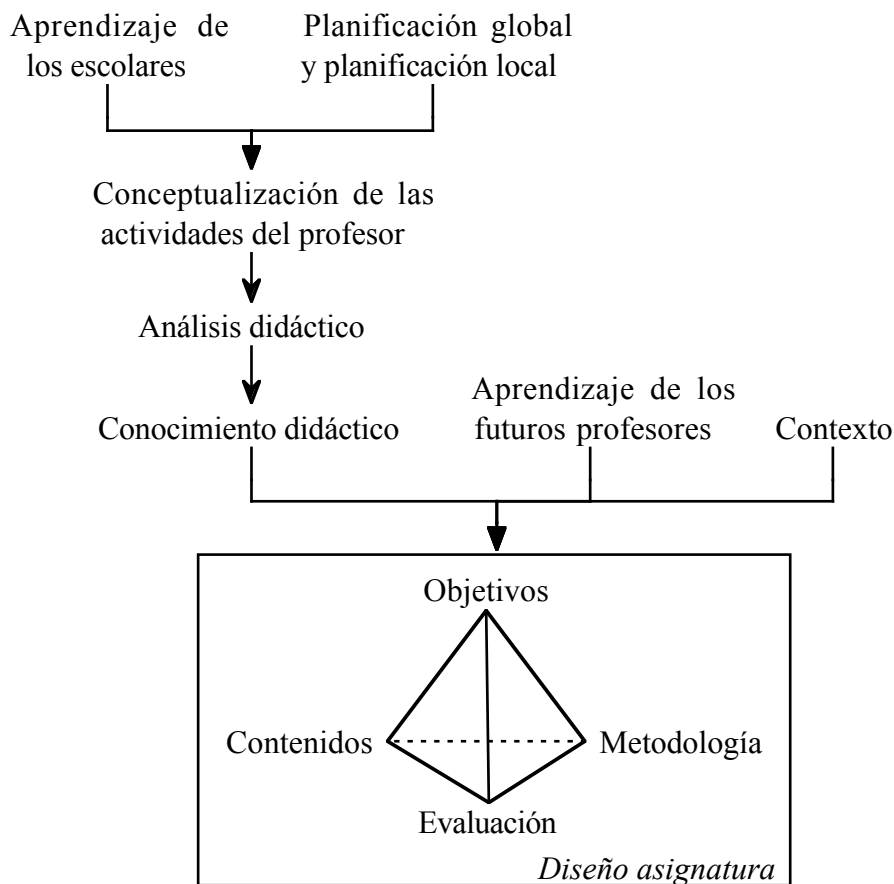 Aprendizaje de
los escolares
Planificación global
y planificación local
Conceptualización de las
actividades del profesor
Análisis didáctico
Conocimiento didáctico
Aprendizaje de los
futuros profesores
Contexto
Objetivos
Contenidos
Metodología
Evaluación
Diseño asignatura